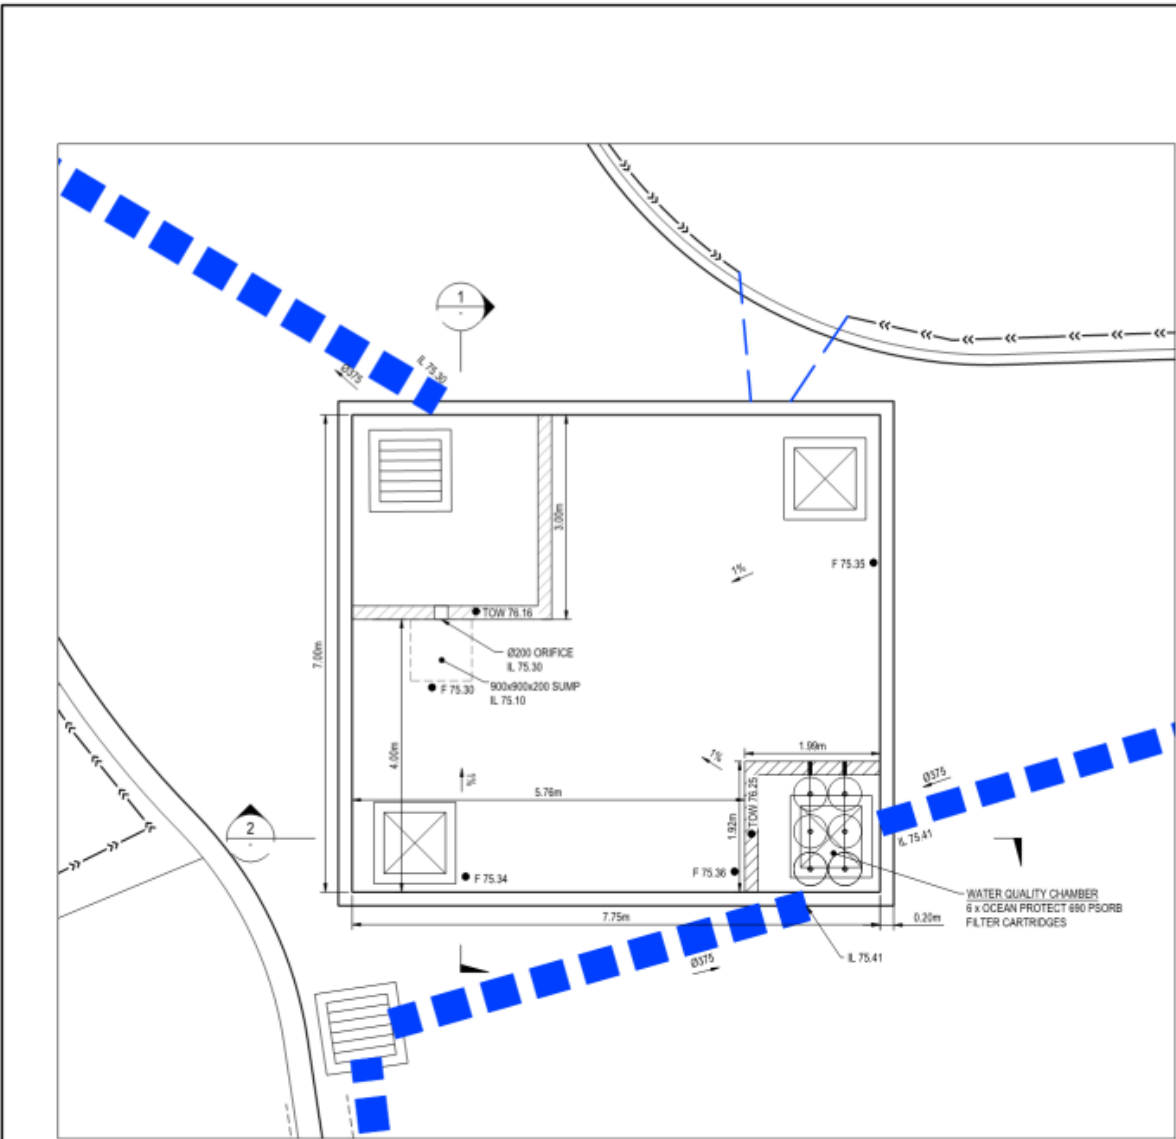 1
IL 75.30
Ø375
3.00m
1%
F 75.35
TOW 76.16
7.00m
Ø200 ORIFICE
IL 75.30
900x900x200 SUMP
IL 75.10
F 75.30
4.00m
1%
1%
1.99m
Ø375
5.76m
TOW 76.25
1.92m
2
IL 75.41
F 75.34
F 75.36
WATER QUALITY CHAMBER
6 x OCEAN PROTECT 690 PSORB
FILTER CARTRIDGES
7.75m
0.20m
Ø375
IL 75.41